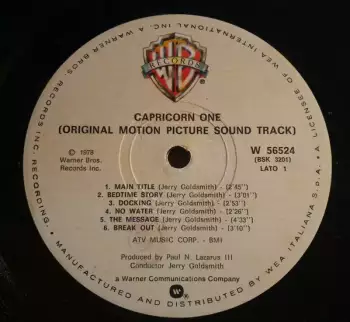 A WARNER BROS. RECORDS INC. RECORDING. MANUFACTURED AND DISTRIBUTED BY WEA ITALIANA S.P.A. A LICENSEE OF WEA INTERNATIONAL INC.
WB
RECORDS
CAPRICORN ONE
(ORIGINAL MOTION PICTURE SOUND TRACK)
© 1979
Warner Bros.
Records Inc.
W 56524
(BSK 3201)
LATO 1
1. MAIN TITLE (Jerry Goldsmith) - (2'45")
2. BEDTIME STORY (Jerry Goldsmith) - (3'01")
3. DOCKING (Jerry Goldsmith) - (2'53")
4. NO WATER (Jerry Goldsmith) - (2'26")
5. THE MESSAGE (Jerry Goldsmith) - (4'33")
6. BREAK OUT (Jerry Goldsmith) - (3'10")
ATV MUSIC CORP. - BMI
Produced by Paul N. Lazarus III
Conductor Jerry Goldsmith
a Warner Communications Company